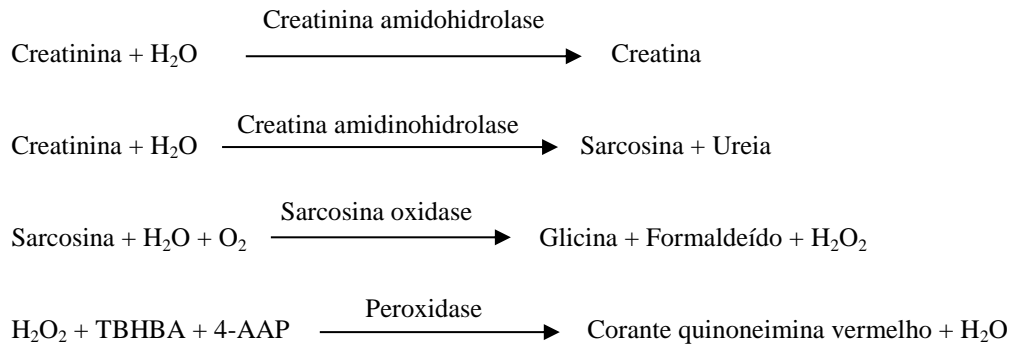 Creatinina amidohidrolase
Creatinina + H₂O Creatina
Creatina amidinohidrolase
Creatinina + H₂O Sarcosina + Ureia
Sarcosina oxidase
Sarcosina + H₂O + O₂ Glicina + Formaldeído + H₂O₂
Peroxidase
H₂O₂ + TBHBA + 4-AAP Corante quinoneimina vermelho + H₂O